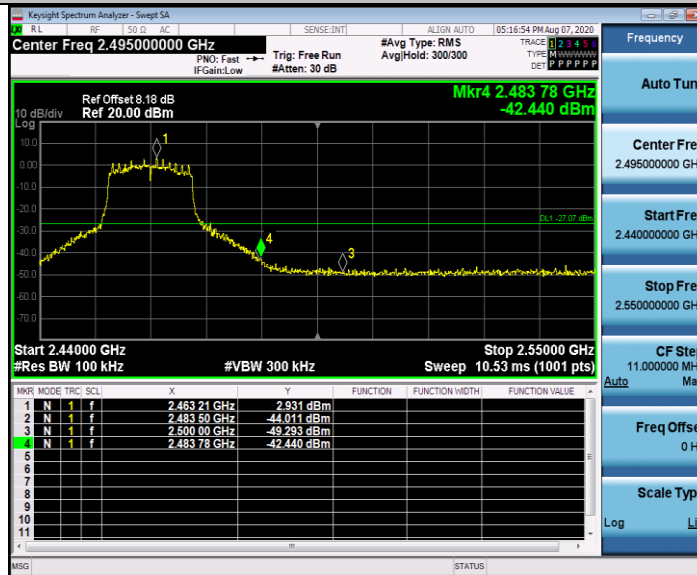 Keysight Spectrum Analyzer - Swept SA
RL RF 50 Ω AC SENSE:INT ALIGN AUTO 05:16:54 PM Aug 07, 2020
Center Freq 2.495000000 GHz #Avg Type: RMS TRACE 1 2 3 4 5 6
PNO: Fast Trig: Free Run Avg|Hold: 300/300 TYPE M W W W W W
IFGain:Low #Atten: 30 dB DET P P P P P P
Mkr4 2.483 78 GHz
Ref Offset 8.18 dB
10 dB/div Ref 20.00 dBm -42.440 dBm
Log
10.0
1
0.00
-10.0
-20.0
DL1 -27.07 dBm
-30.0
4
-40.0
3
-50.0
-60.0
-70.0
Start 2.44000 GHz Stop 2.55000 GHz
#Res BW 100 kHz #VBW 300 kHz Sweep 10.53 ms (1001 pts)
MKR MODE TRC SCL X Y FUNCTION FUNCTION WIDTH FUNCTION VALUE
1 N 1 f 2.463 21 GHz 2.931 dBm
2 N 1 f 2.483 50 GHz -44.011 dBm
3 N 1 f 2.500 00 GHz -49.293 dBm
4 N 1 f 2.483 78 GHz -42.440 dBm
5
6
7
8
9
10
11
MSG STATUS
Frequency
Auto Tun
Center Fre
2.495000000 GH
Start Fre
2.440000000 GH
Stop Fre
2.550000000 GH
CF Ste
11.000000 MH
Auto Ma
Freq Offse
0 H
Scale Typ
Log Li